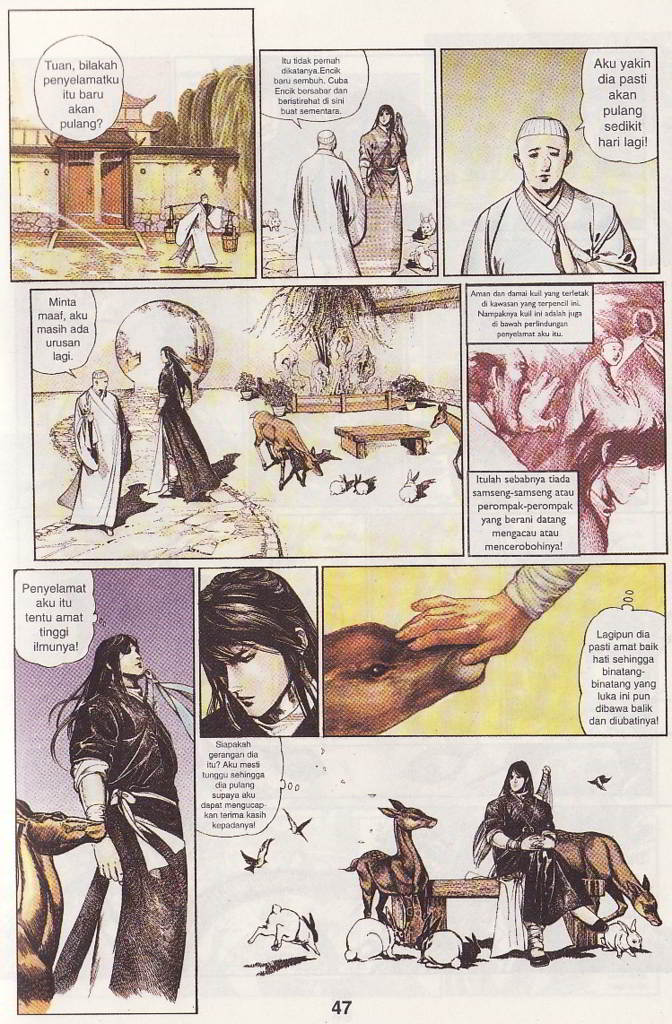 Tuan, bilakah
penyelamatku
itu baru
akan
pulang?
Itu tidak pernah
dikatanya.Encik
baru sembuh. Cuba
Encik bersabar dan
beristirehat di sini
buat sementara.
Aku yakin
dia pasti
akan
pulang
sedikit
hari lagi!
Minta
maaf, aku
masih ada
urusan
lagi.
Aman dan damai kuil yang terletak
di kawasan yang terpencil ini.
Nampaknya kuil ini adalah juga
di bawah perlindungan
penyelamat aku itu.
Itulah sebabnya tiada
samseng-samseng atau
perompak-perompak
yang berani datang
mengacau atau
mencerobohinya!
Penyelamat
aku itu
tentu amat
tinggi
ilmunya!
Lagipun dia
pasti amat baik
hati sehingga
binatang-
binatang yang
luka ini pun
dibawa balik
dan diubatinya!
Siapakah
gerangan dia
itu? Aku mesti
tunggu sehingga
dia pulang
supaya aku
dapat mengucap-
kan terima kasih
kepadanya!
47